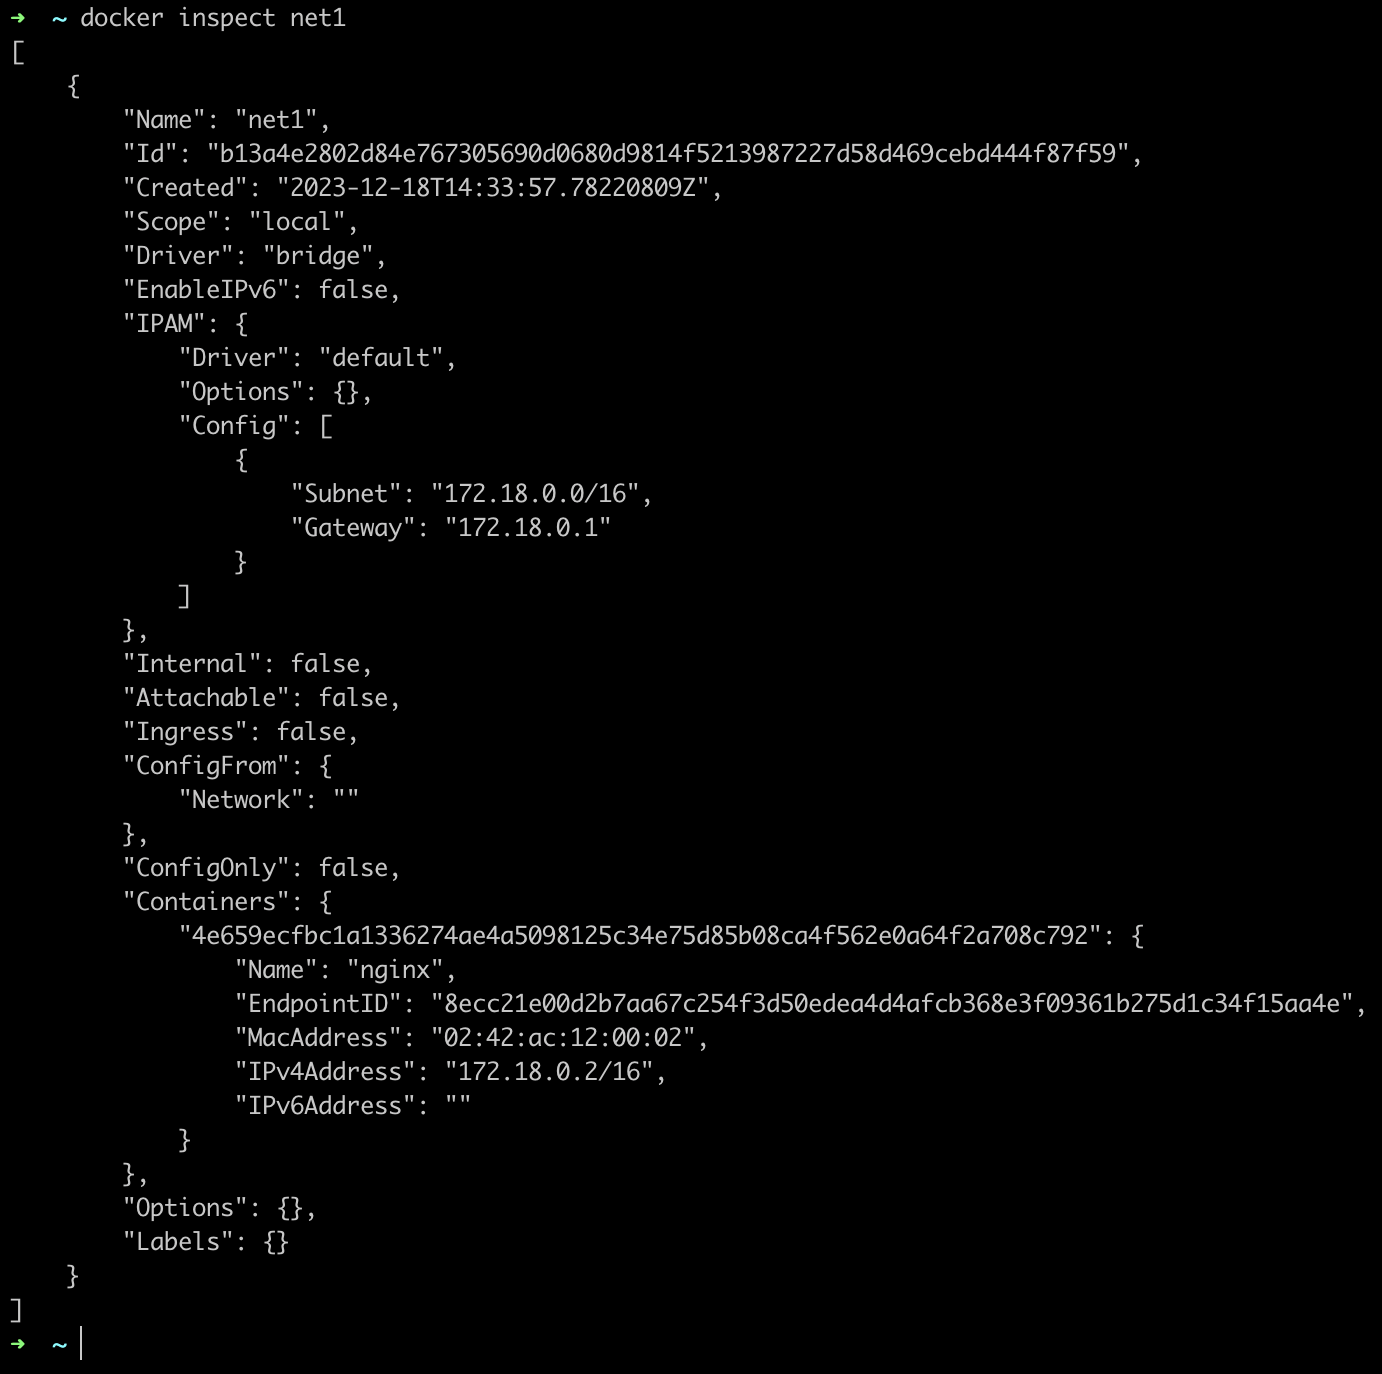 ➜  ~ docker inspect net1
[
    {
        "Name": "net1",
        "Id": "b13a4e2802d84e767305690d0680d9814f5213987227d58d469cebd444f87f59",
        "Created": "2023-12-18T14:33:57.78220809Z",
        "Scope": "local",
        "Driver": "bridge",
        "EnableIPv6": false,
        "IPAM": {
            "Driver": "default",
            "Options": {},
            "Config": [
                {
                    "Subnet": "172.18.0.0/16",
                    "Gateway": "172.18.0.1"
                }
            ]
        },
        "Internal": false,
        "Attachable": false,
        "Ingress": false,
        "ConfigFrom": {
            "Network": ""
        },
        "ConfigOnly": false,
        "Containers": {
            "4e659ecfbc1a1336274ae4a5098125c34e75d85b08ca4f562e0a64f2a708c792": {
                "Name": "nginx",
                "EndpointID": "8ecc21e00d2b7aa67c254f3d50edea4d4afcb368e3f09361b275d1c34f15aa4e",
                "MacAddress": "02:42:ac:12:00:02",
                "IPv4Address": "172.18.0.2/16",
                "IPv6Address": ""
            }
        },
        "Options": {},
        "Labels": {}
    }
]
➜  ~